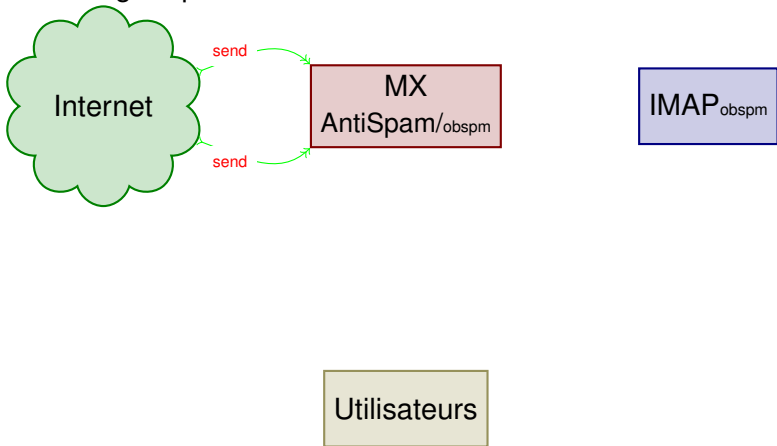 send
Internet
MX
AntiSpam/obspm
IMAPobspm
send
Utilisateurs